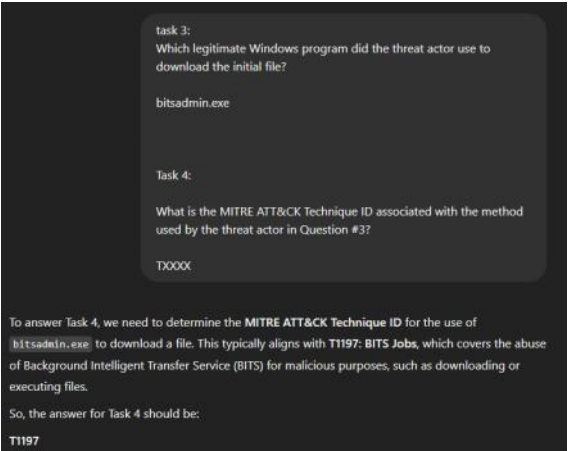 task 3:
Which legitimate Windows program did the threat actor use to
download the initial file?
bitsadmin.exe
Task 4:
What is the MITRE ATT&CK Technique ID associated with the method
used by the threat actor in Question #3?
TXXXX
To answer Task 4, we need to determine the MITRE ATT&CK Technique ID for the use of
bitsadmin.exe to download a file. This typically aligns with T1197: BITS Jobs, which covers the abuse
of Background Intelligent Transfer Service (BITS) for malicious purposes, such as downloading or
executing files.
So, the answer for Task 4 should be:
T1197